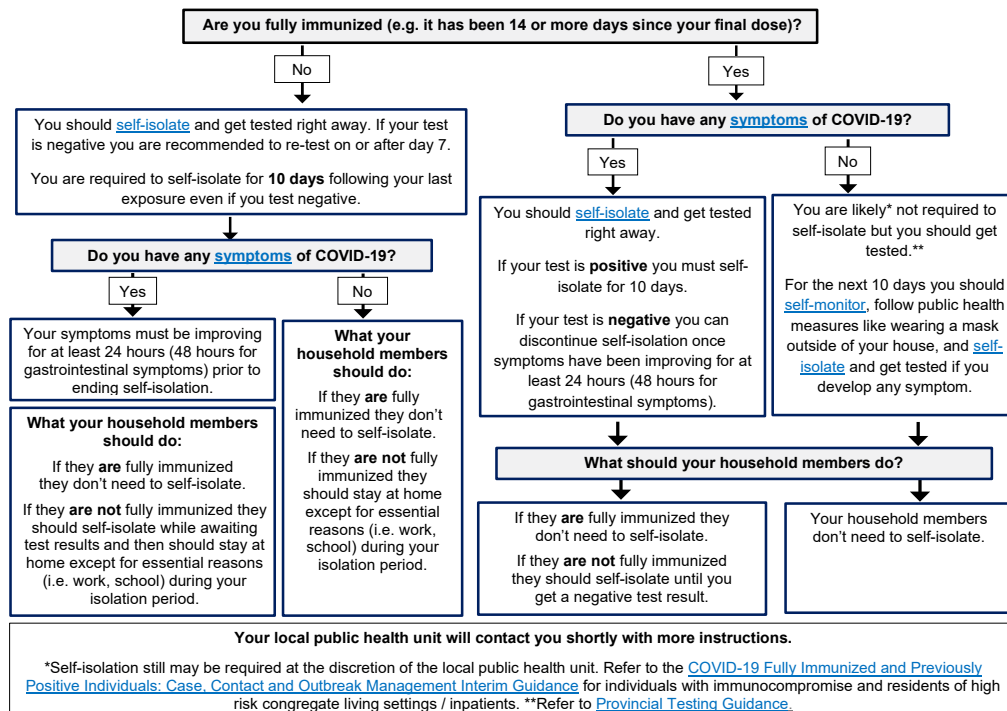 Are you fully immunized (e.g. it has been 14 or more days since your final dose)?
No
You should self-isolate and get tested right away. If your test
is negative you are recommended to re-test on or after day 7.
You are required to self-isolate for 10 days following your last
exposure even if you test negative.
Do you have any symptoms of COVID-19?
Yes
Your symptoms must be improving
for at least 24 hours (48 hours for
gastrointestinal symptoms) prior to
ending self-isolation.
What your household members
should do:
If they are fully immunized
they don't need to self-isolate.
If they are not fully immunized they
should self-isolate while awaiting
test results and then should stay at
home except for essential reasons
(i.e. work, school) during your
isolation period.
No
What your
household members
should do:
If they are fully
immunized they don't
need to self-isolate.
If they are not fully
immunized they
should stay at home
except for essential
reasons (i.e. work,
school) during your
isolation period.
Yes
Do you have any symptoms of COVID-19?
Yes
You should self-isolate and get tested
right away.
If your test is positive you must self-
isolate for 10 days.
If your test is negative you can
discontinue self-isolation once
symptoms have been improving for at
least 24 hours (48 hours for
gastrointestinal symptoms).
No
You are likely* not required to
self-isolate but you should get
tested.**
For the next 10 days you should
self-monitor, follow public health
measures like wearing a mask
outside of your house, and self-
isolate and get tested if you
develop any symptom.
What should your household members do?
If they are fully immunized they
don't need to self-isolate.
If they are not fully immunized
they should self-isolate until you
get a negative test result.
Your household members
don't need to self-isolate.
Your local public health unit will contact you shortly with more instructions.
*Self-isolation still may be required at the discretion of the local public health unit. Refer to the COVID-19 Fully Immunized and Previously
Positive Individuals: Case, Contact and Outbreak Management Interim Guidance for individuals with immunocompromise and residents of high
risk congregate living settings / inpatients. **Refer to Provincial Testing Guidance.